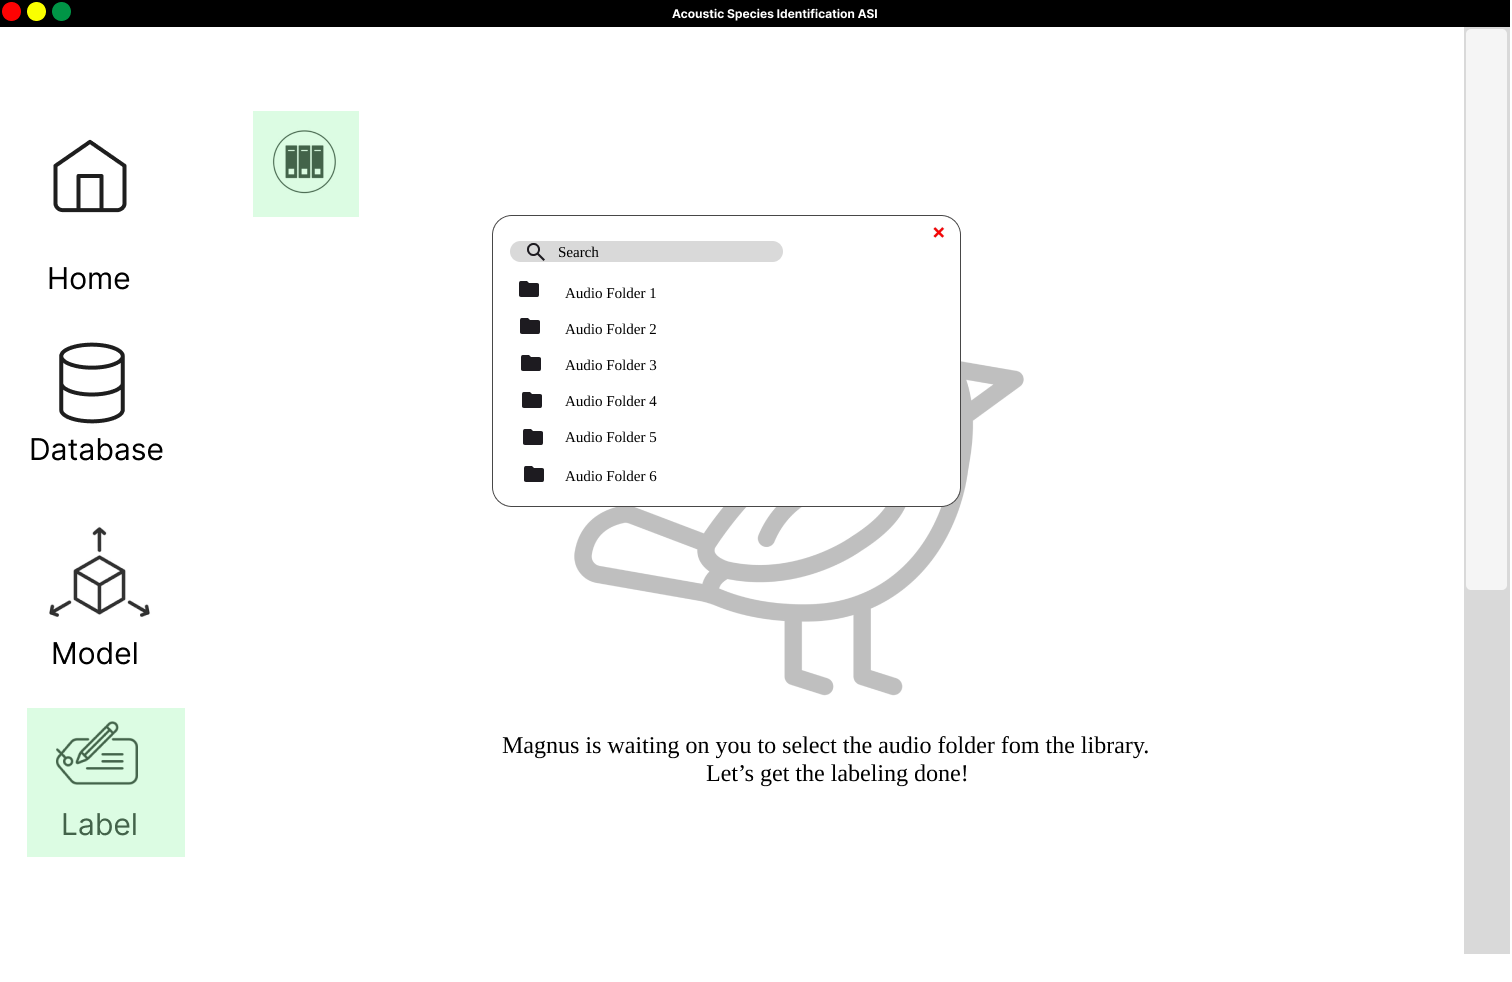 Acoustic Species Identification ASI
Home
Database
Model
Label
Search
Audio Folder 1
Audio Folder 2
Audio Folder 3
Audio Folder 4
Audio Folder 5
Audio Folder 6
Magnus is waiting on you to select the audio folder fom the library.
Let’s get the labeling done!